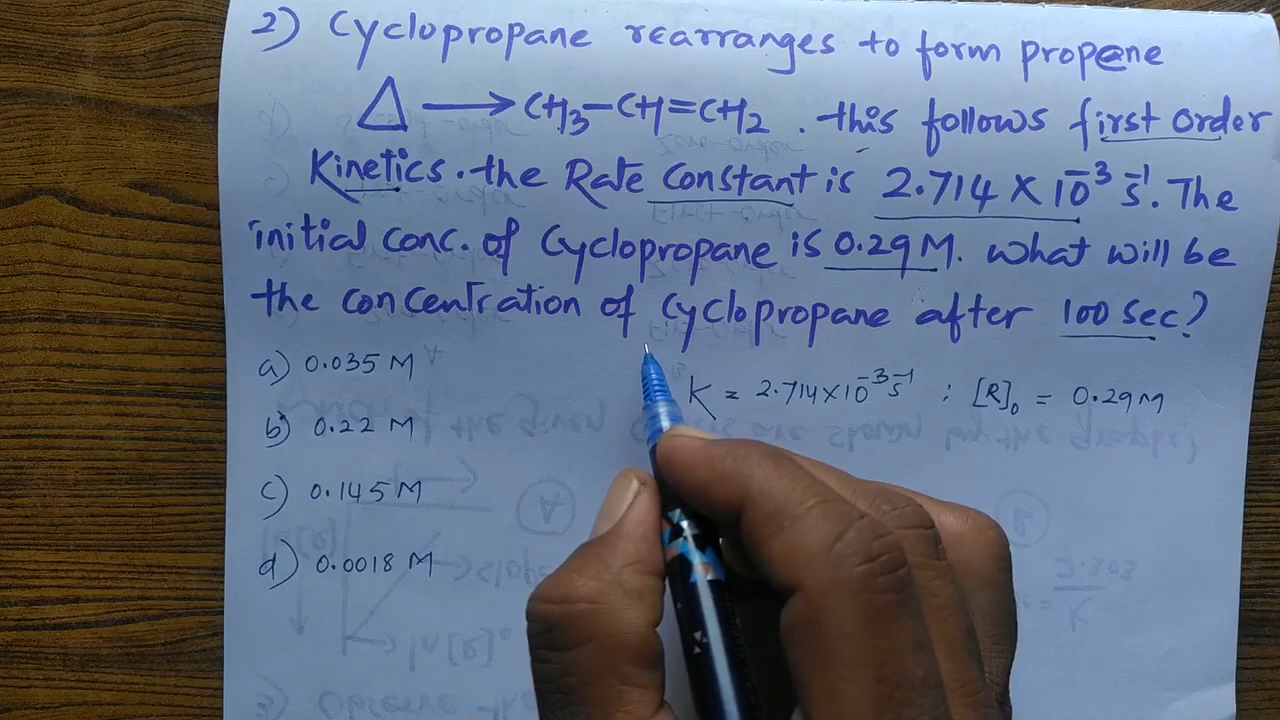 2) Cyclopropane rearranges to form propene
△ ⟶ CH₃–CH=CH₂ . this follows first order
Kinetics. the Rate constant is 2.714 X 10⁻³ s⁻¹. The
initial conc. of Cyclopropane is 0.29 M. what will be
the concentration of cyclopropane after 100 sec?
a) 0.035 M
K = 2.714X10⁻³ s⁻¹ ; [R]₀ = 0.29 M
b) 0.22 M
c) 0.145 M
d) 0.0018 M